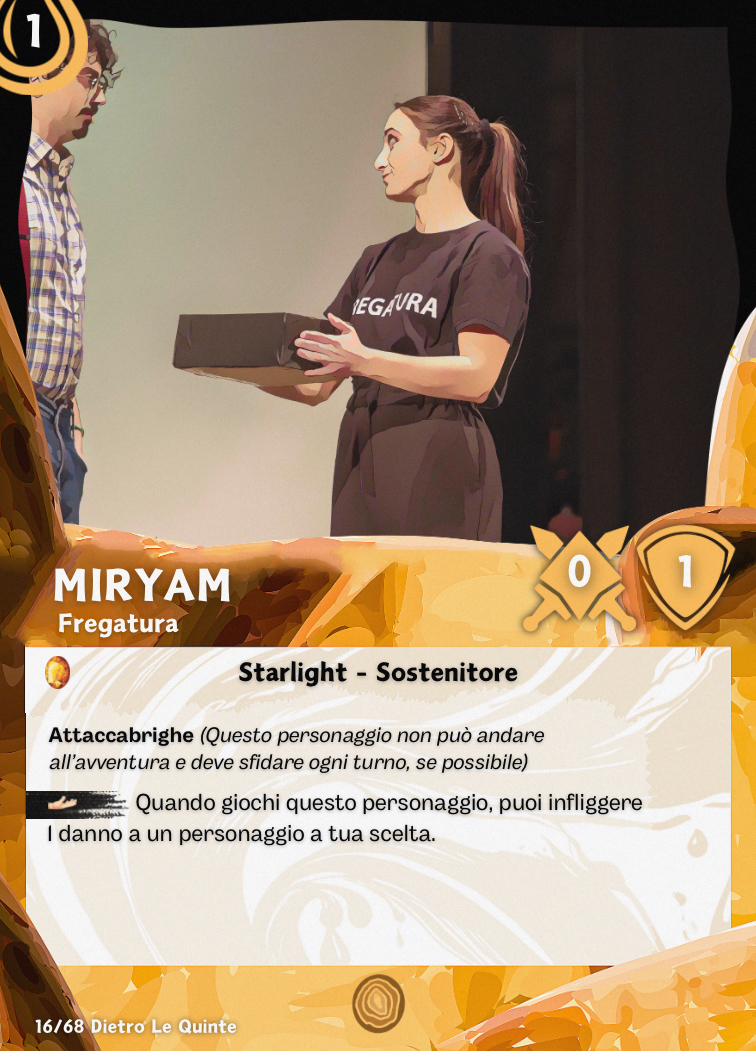 1
REGATURA
MIRYAM
0
1
Fregatura
Starlight - Sostenitore
Attaccabrighe (Questo personaggio non può andare
all'avventura e deve sfidare ogni turno, se possibile)
Quando giochi questo personaggio, puoi infliggere
1 danno a un personaggio a tua scelta.
16/68 Dietro Le Quinte